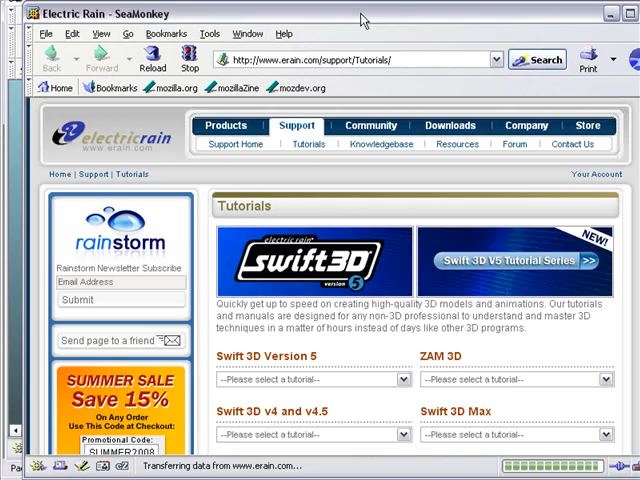 Electric Rain - SeaMonkey
File Edit View Go Bookmarks Tools Window Help
Back Forward Reload Stop http://www.erain.com/support/Tutorials/ Search Print
Home Bookmarks mozilla.org mozillaZine mozdev.org
electricrain
www.erain.com
Products Support Community Downloads Company Store
Support Home Tutorials Knowledgebase Resources Forum Contact Us
Home | Support | Tutorials
Your Account
rainstorm
Rainstorm Newsletter Subscribe
Email Address
Submit
Send page to a friend
SUMMER SALE
Save 15%
On Any Order
Use This Code at Checkout:
Promotional Code:
SUMMER2008
Tutorials
electric rain
swift3D
version 5
NEW!
Swift 3D V5 Tutorial Series >>
Quickly get up to speed on creating high-quality 3D models and animations. Our tutorials
and manuals are designed for any non-3D professional to understand and master 3D
techniques in a matter of hours instead of days like other 3D programs.
Swift 3D Version 5
--Please select a tutorial--
ZAM 3D
--Please select a tutorial--
Swift 3D v4 and v4.5
--Please select a tutorial--
Swift 3D Max
--Please select a tutorial--
Transferring data from www.erain.com...